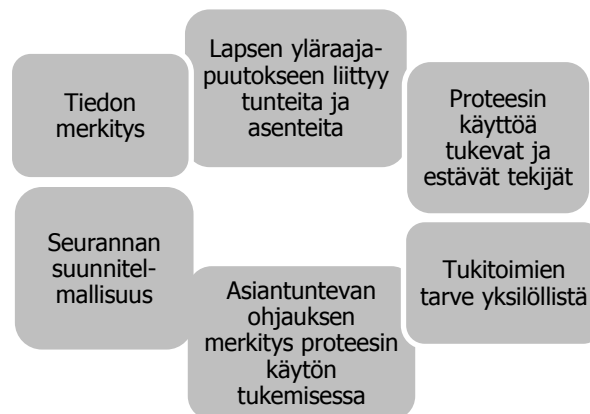 Lapsen yläraaja-
puutokseen liittyy
tunteita ja
asenteita
Tiedon
merkitys
Proteesin
käyttöä
tukevat ja
estävät tekijät
Seurannan
suunnitel-
mallisuus
Tukitoimien
tarve yksilöllistä
Asiantuntevan
ohjauksen
merkitys proteesin
käytön
tukemisessa